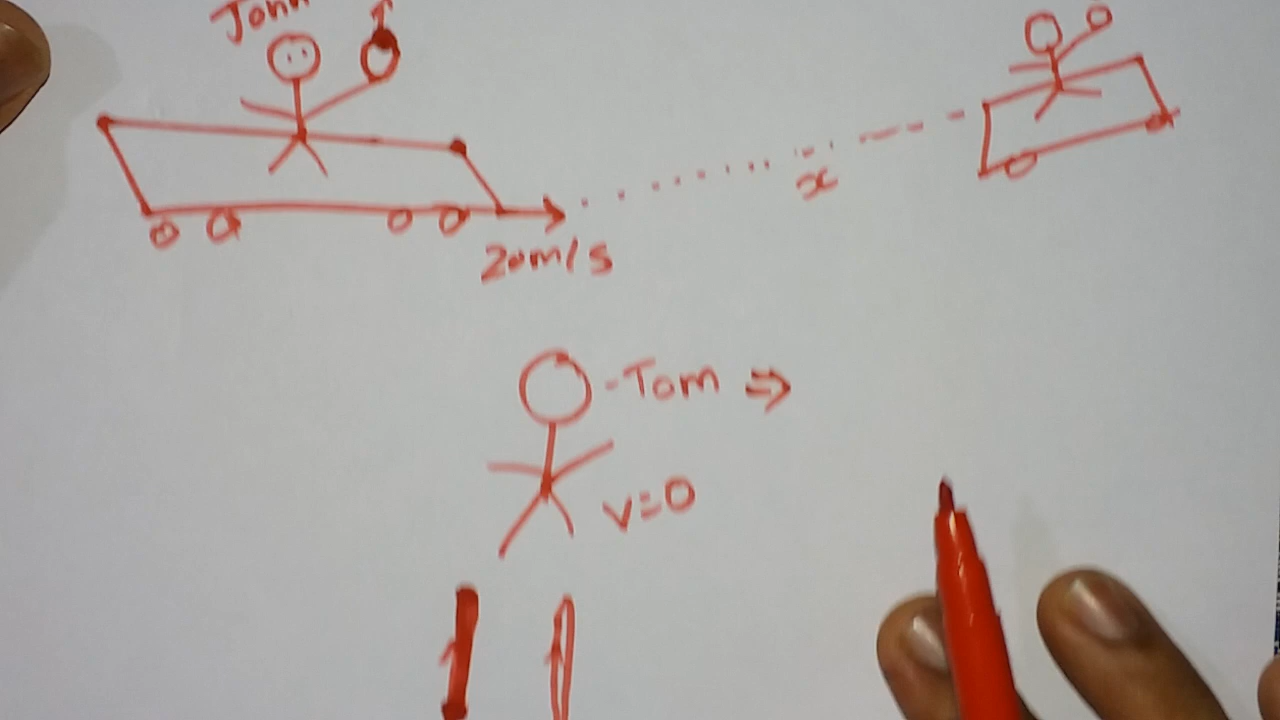 John
x
20m/s
-Tom ⇒
v=0